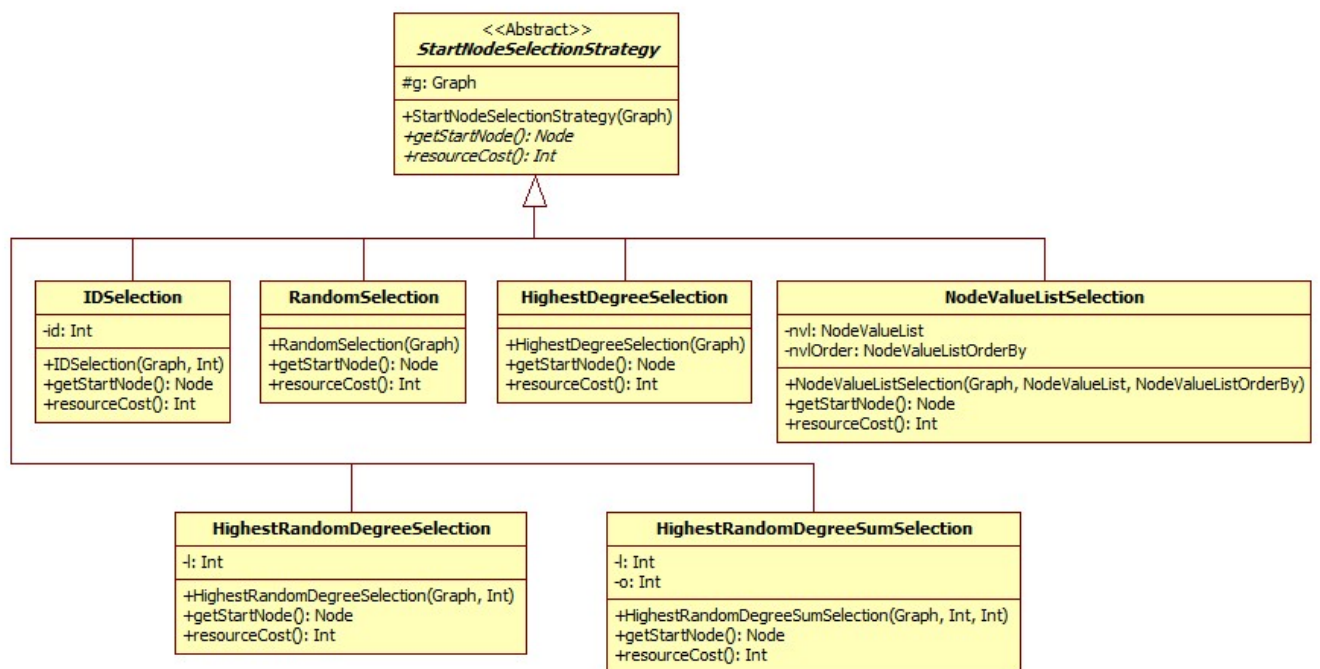 <<Abstract>>
StartNodeSelectionStrategy
#g: Graph
+StartNodeSelectionStrategy(Graph)
+getStartNode(): Node
+resourceCost(): Int
IDSelection
-id: Int
+IDSelection(Graph, Int)
+getStartNode(): Node
+resourceCost(): Int
RandomSelection
+RandomSelection(Graph)
+getStartNode(): Node
+resourceCost(): Int
HighestDegreeSelection
+HighestDegreeSelection(Graph)
+getStartNode(): Node
+resourceCost(): Int
NodeValueListSelection
-nvl: NodeValueList
-nvlOrder: NodeValueListOrderBy
+NodeValueListSelection(Graph, NodeValueList, NodeValueListOrderBy)
+getStartNode(): Node
+resourceCost(): Int
HighestRandomDegreeSelection
-l: Int
+HighestRandomDegreeSelection(Graph, Int)
+getStartNode(): Node
+resourceCost(): Int
HighestRandomDegreeSumSelection
-l: Int
-o: Int
+HighestRandomDegreeSumSelection(Graph, Int, Int)
+getStartNode(): Node
+resourceCost(): Int